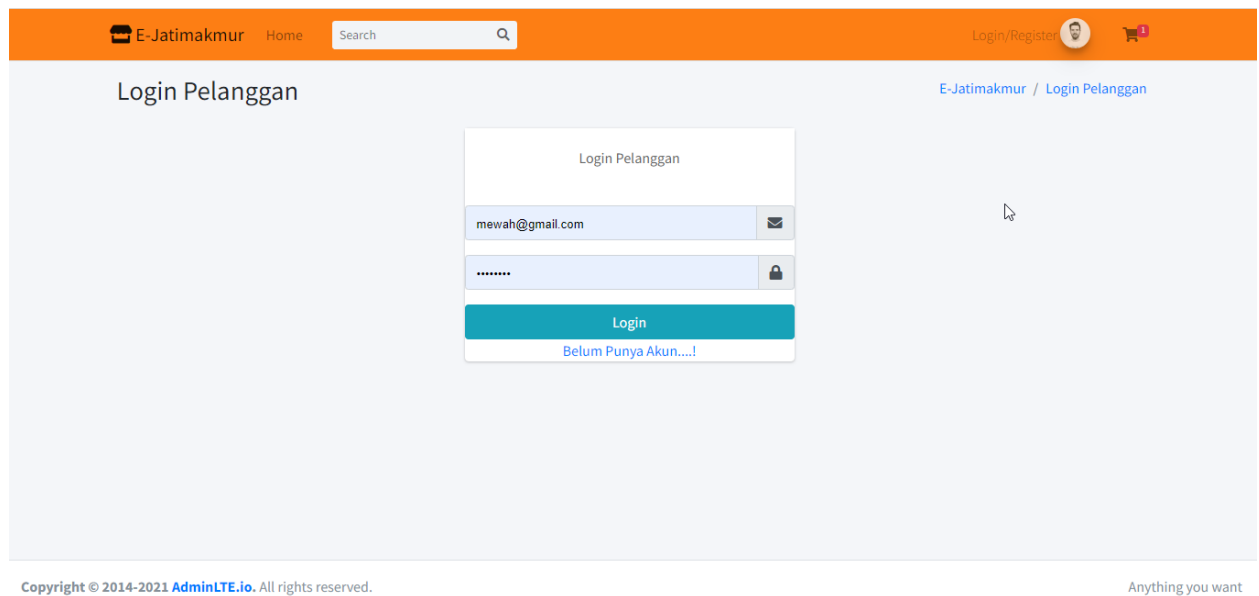 E-Jatimakmur Home Search Login/Register 1
Login Pelanggan E-Jatimakmur / Login Pelanggan
Login Pelanggan
mewah@gmail.com
••••••••
Login
Belum Punya Akun....!
Copyright © 2014-2021 AdminLTE.io. All rights reserved. Anything you want